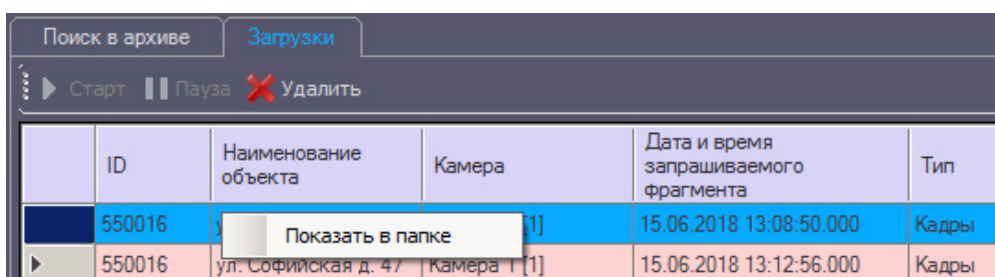 Поиск в архиве Загрузки
Старт Пауза Удалить
ID Наименование объекта Камера Дата и время запрашиваемого фрагмента Тип
550016 [1] 15.06.2018 13:08:50.000 Кадры
Показать в папке
550016 ул. Софийская д. 47 Камера 1 [1] 15.06.2018 13:12:56.000 Кадры